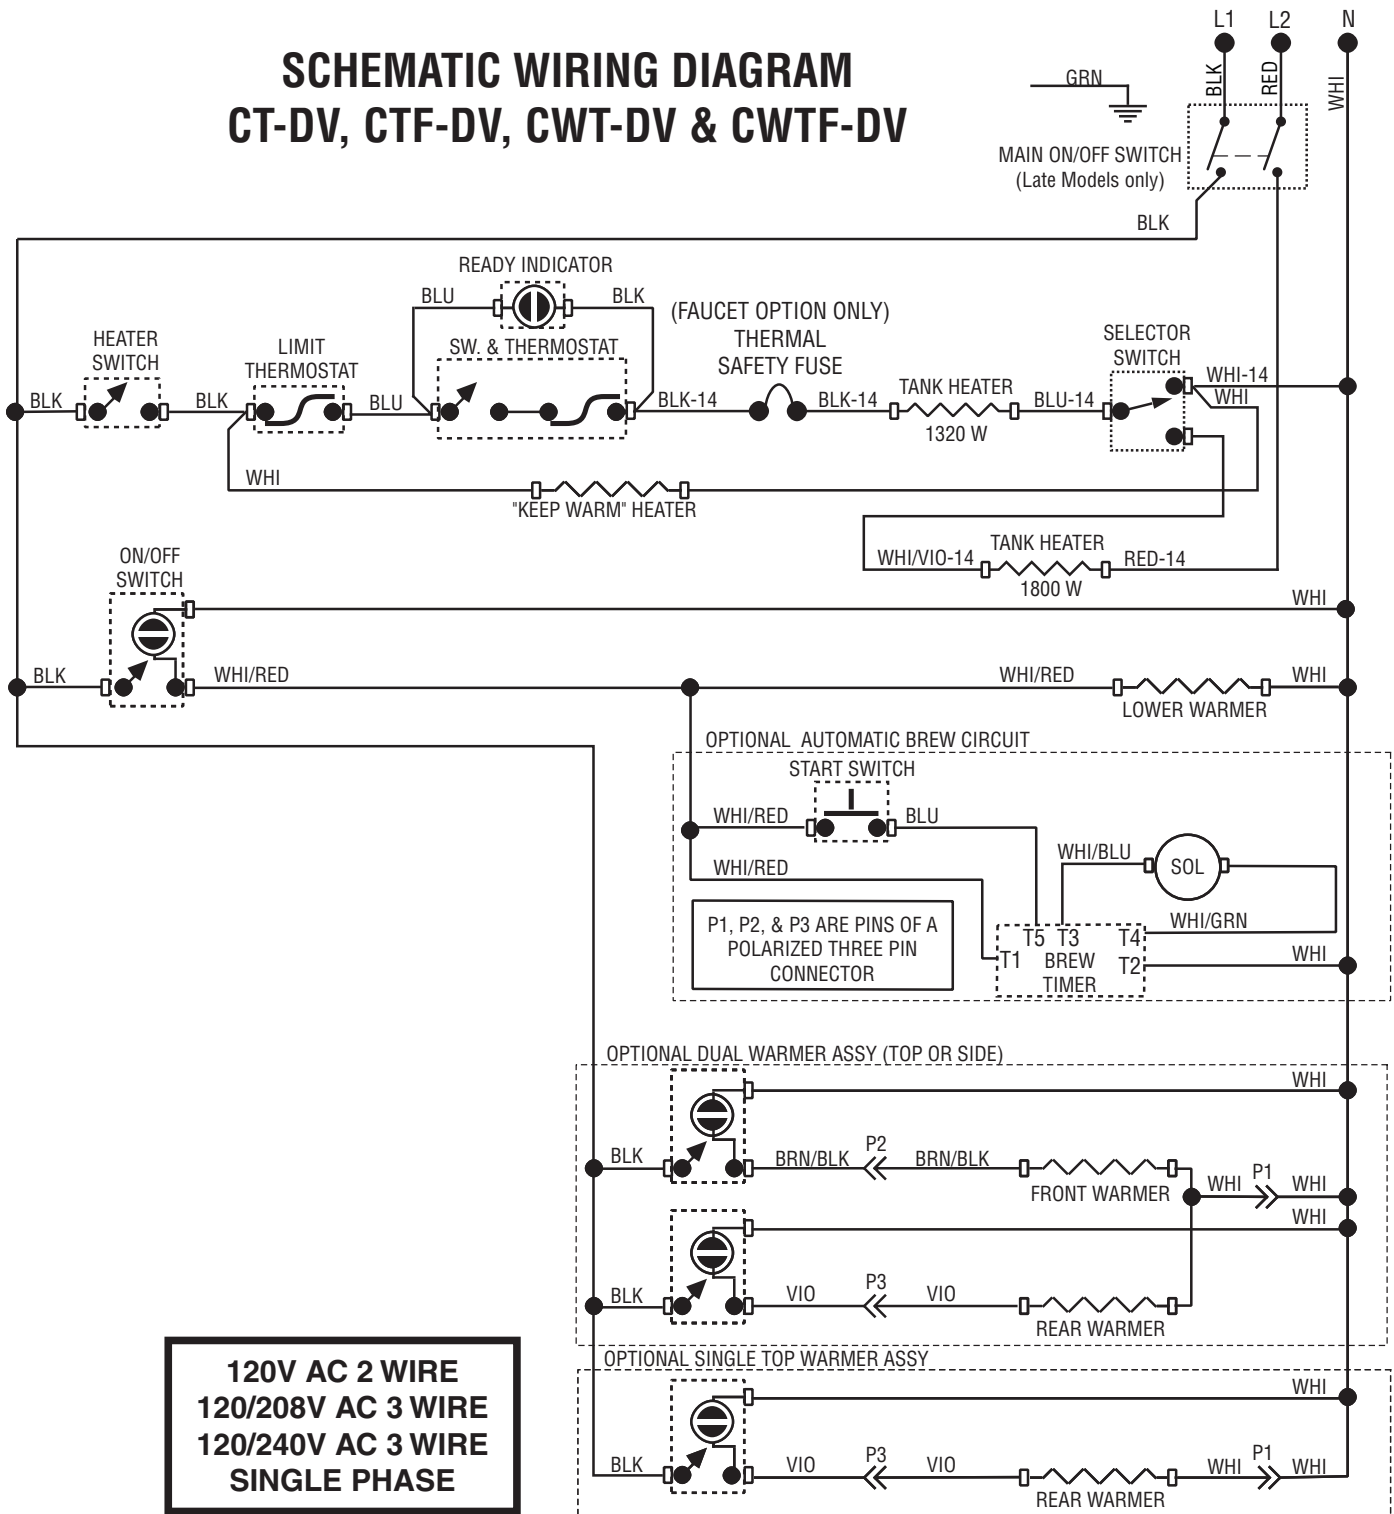 SCHEMATIC WIRING DIAGRAM
CT-DV, CTF-DV, CWT-DV & CWTF-DV
L1
L2
N
BLK
RED
WHI
GRN
MAIN ON/OFF SWITCH
(Late Models only)
BLK
READY INDICATOR
BLU
BLK
(FAUCET OPTION ONLY)
THERMAL
SAFETY FUSE
HEATER
SWITCH
LIMIT
THERMOSTAT
SW. & THERMOSTAT
SELECTOR
SWITCH
BLK
BLK
BLU
BLK-14
BLK-14
TANK HEATER
1320 W
BLU-14
WHI-14
WHI
WHI
"KEEP WARM" HEATER
WHI/VIO-14
TANK HEATER
1800 W
RED-14
ON/OFF
SWITCH
WHI
BLK
WHI/RED
WHI/RED
WHI
LOWER WARMER
OPTIONAL AUTOMATIC BREW CIRCUIT
START SWITCH
WHI/RED
BLU
WHI/RED
WHI/BLU
SOL
WHI/GRN
P1, P2, & P3 ARE PINS OF A
POLARIZED THREE PIN
CONNECTOR
T5 T3 T4
T1 BREW T2
TIMER
WHI
OPTIONAL DUAL WARMER ASSY (TOP OR SIDE)
WHI
BLK
BRN/BLK
P2
BRN/BLK
FRONT WARMER
WHI
P1
WHI
WHI
BLK
VIO
P3
VIO
REAR WARMER
OPTIONAL SINGLE TOP WARMER ASSY
WHI
BLK
VIO
P3
VIO
REAR WARMER
WHI
P1
WHI
120V AC 2 WIRE
120/208V AC 3 WIRE
120/240V AC 3 WIRE
SINGLE PHASE